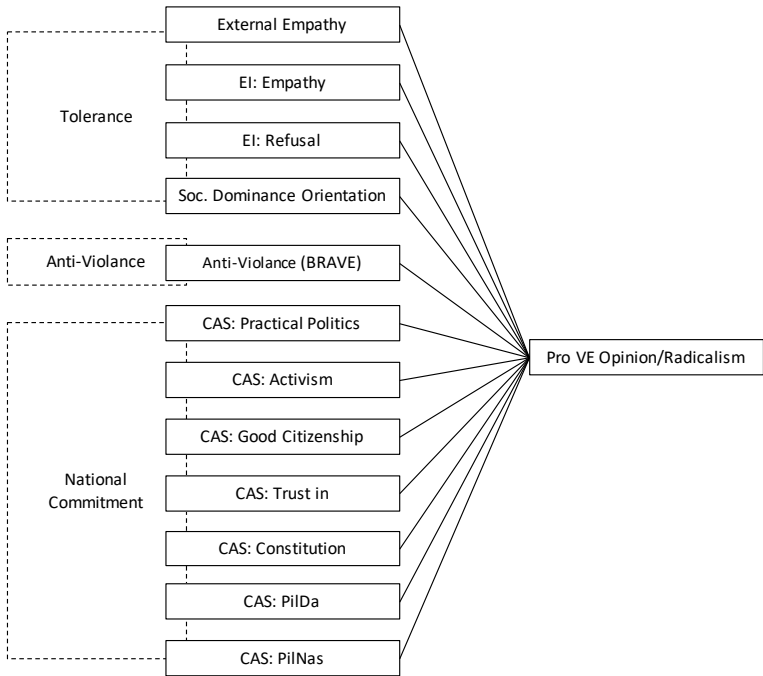 External Empathy
EI: Empathy
Tolerance
EI: Refusal
Soc. Dominance Orientation
Anti-Violance
Anti-Violance (BRAVE)
CAS: Practical Politics
Pro VE Opinion/Radicalism
CAS: Activism
CAS: Good Citizenship
National
Commitment
CAS: Trust in
CAS: Constitution
CAS: PilDa
CAS: PilNas